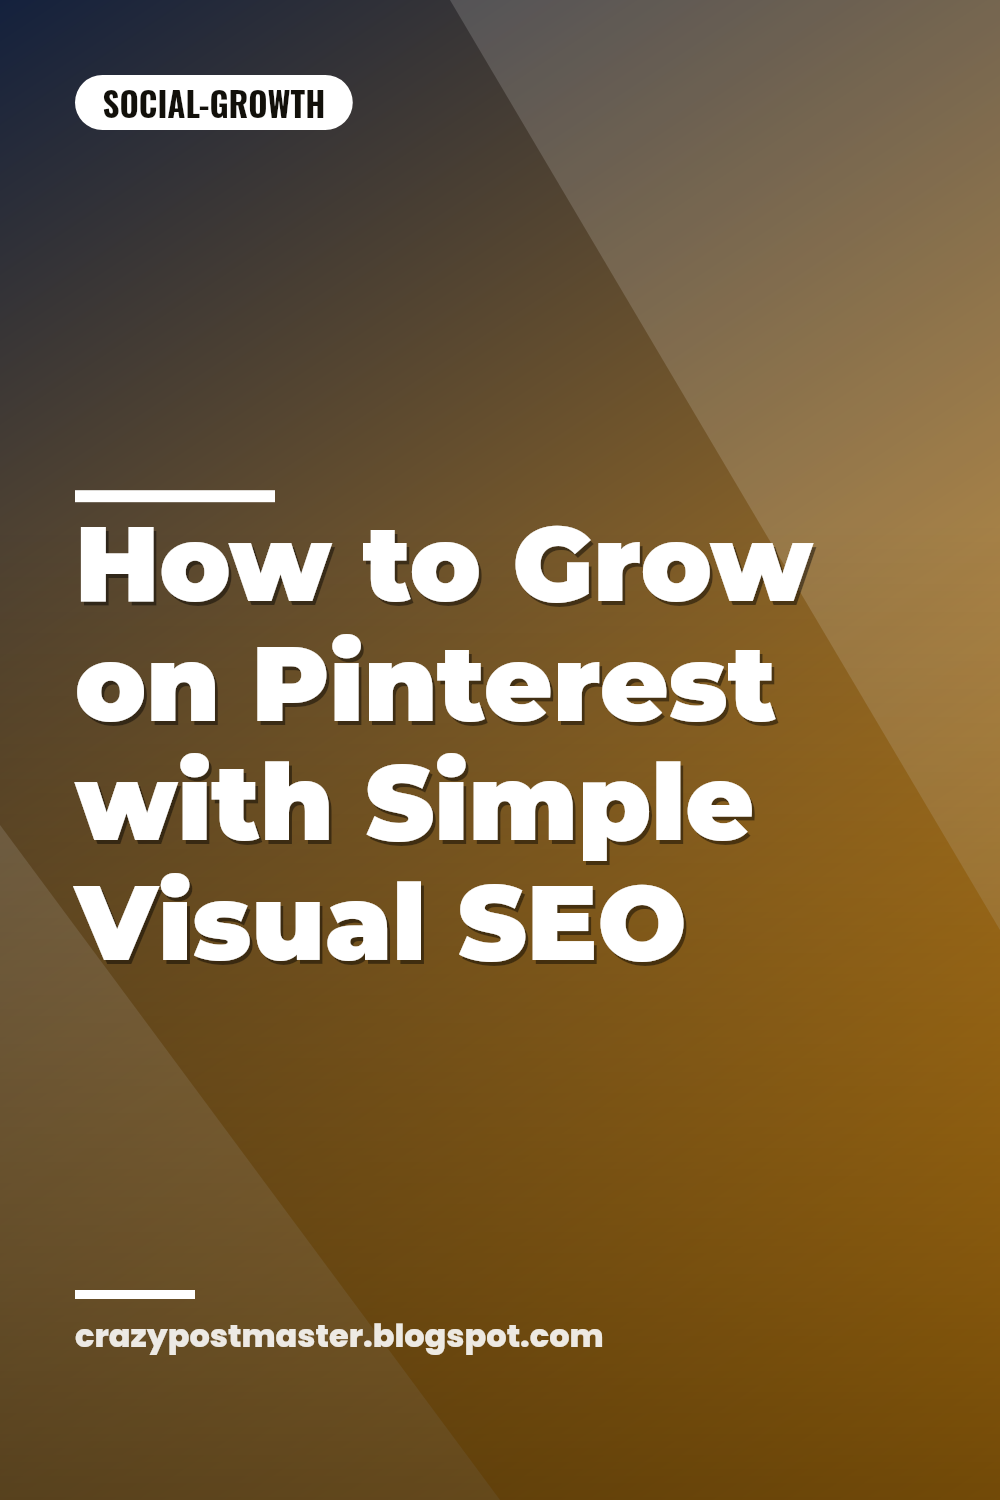 SOCIAL-GROWTH
How to Grow
on Pinterest
with Simple
Visual SEO
crazypostmaster.blogspot.com